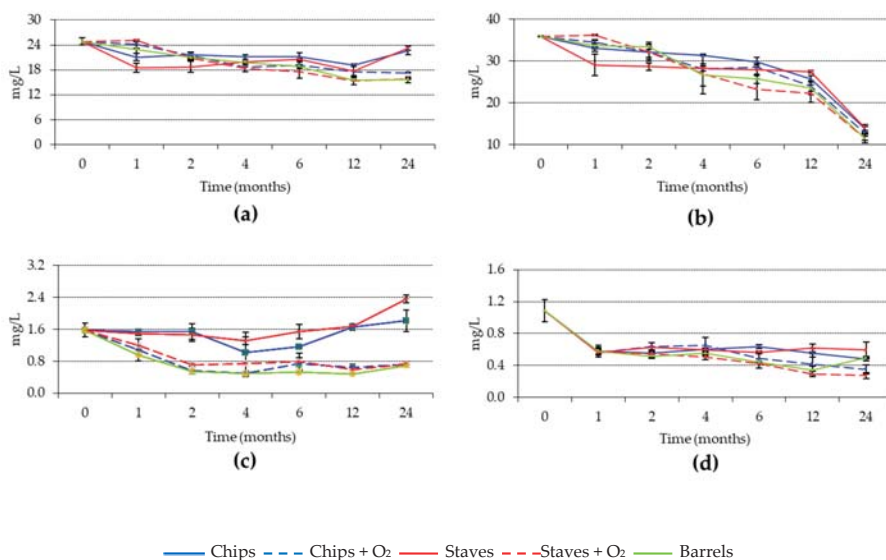 30
24
18
12
6
0
mg/L
0 1 2 4 6 12 24
Time (months)
(a)
40
30
20
10
mg/L
0 1 2 4 6 12 24
Time (months)
(b)
3.2
2.4
1.6
0.8
0.0
mg/L
0 1 2 4 6 12 24
Time (months)
(c)
1.6
1.2
0.8
0.4
0.0
mg/L
0 1 2 4 6 12 24
Time (months)
(d)
Chips Chips + O₂ Staves Staves + O₂ Barrels